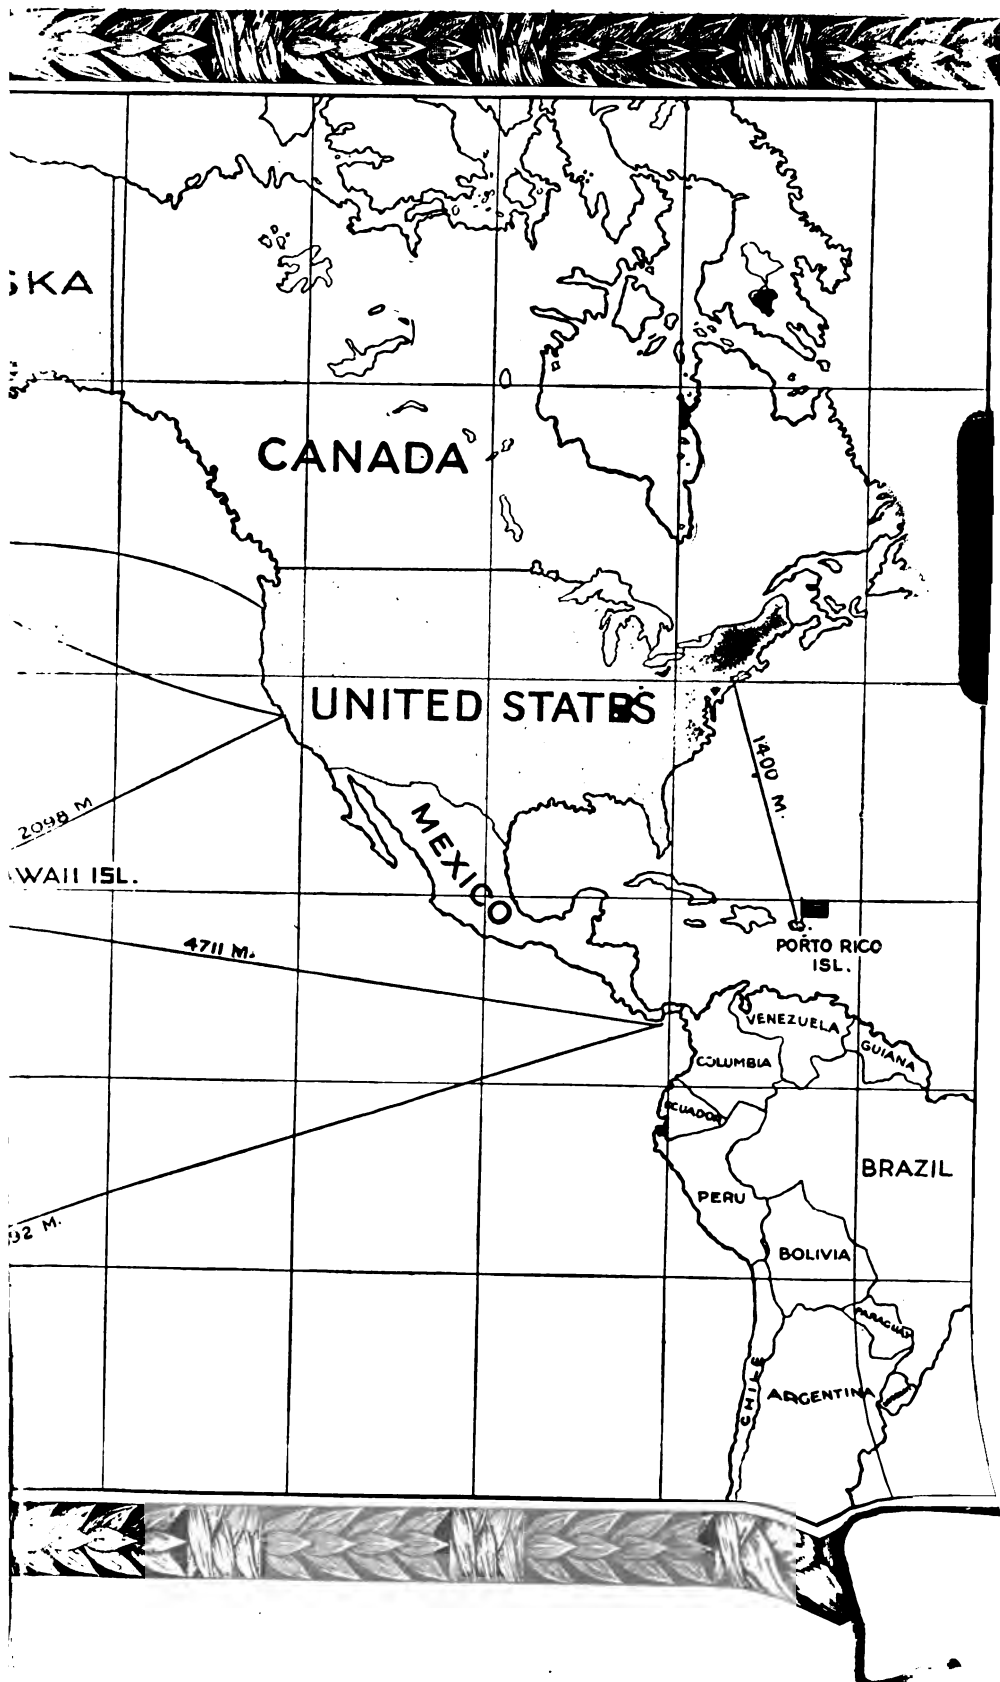 SKA
CANADA
UNITED STATES
1400 M.
2098 M
WAII ISL.
MEXICO
4711 M.
PORTO RICO
ISL.
VENEZUELA
GUIANA
COLUMBIA
ECUADOR
BRAZIL
PERU
92 M.
BOLIVIA
PARAGUAY
CHILE
ARGENTINA